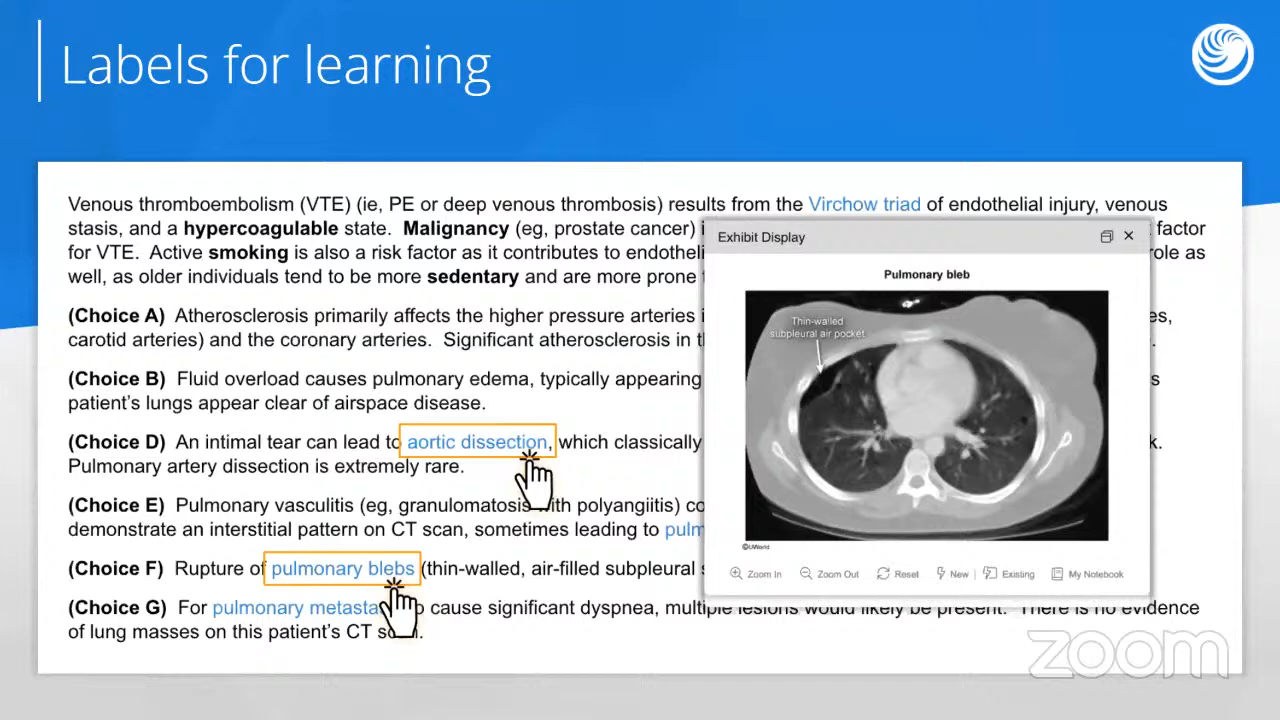 Labels for learning
Venous thromboembolism (VTE) (ie, PE or deep venous thrombosis) results from the Virchow triad of endothelial injury, venous
stasis, and a hypercoagulable state. Malignancy (eg, prostate cancer) factor
for VTE. Active smoking is also a risk factor as it contributes to role as
well, as older individuals tend to be more sedentary and are more prone
(Choice A) Atherosclerosis primarily affects the higher pressure arteries
carotid arteries) and the coronary arteries. Significant atherosclerosis in
(Choice B) Fluid overload causes pulmonary edema, typically appearing
patient's lungs appear clear of airspace disease.
(Choice D) An intimal tear can lead to aortic dissection, which classically
Pulmonary artery dissection is extremely rare.
(Choice E) Pulmonary vasculitis (eg, granulomatosis with polyangiitis)
demonstrate an interstitial pattern on CT scan, sometimes leading to
(Choice F) Rupture of pulmonary blebs (thin-walled, air-filled subpleural
(Choice G) For pulmonary to cause significant dyspnea, multiple lesions would likely be present. There is no evidence
of lung masses on this patient's CT scan.
Exhibit Display
Pulmonary bleb
Thin-walled
subpleural air pocket
©UWorld
Zoom In Zoom Out Reset New Existing My Notebook
zoom